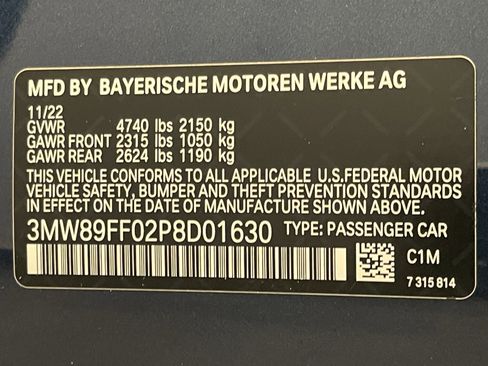 MFD BY BAYERISCHE MOTOREN WERKE AG
11/22
GVWR 4740 lbs 2150 kg
GAWR FRONT 2315 lbs 1050 kg
GAWR REAR 2624 lbs 1190 kg
THIS VEHICLE CONFORMS TO ALL APPLICABLE U.S.FEDERAL MOTOR
VEHICLE SAFETY, BUMPER AND THEFT PREVENTION STANDARDS
IN EFFECT ON THE DATE OF MANUFACTURE SHOWN ABOVE.
3MW89FF02P8D01630 TYPE: PASSENGER CAR
C1M
7 315 814